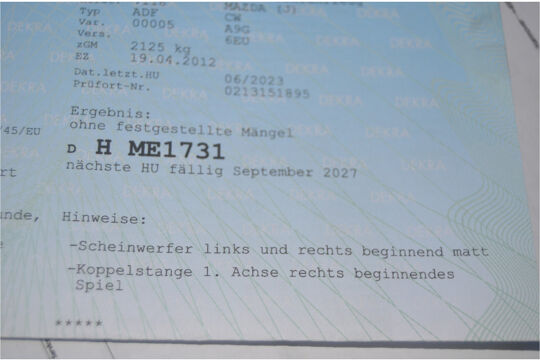 Typ ADF MAZDA (J)
Var. 00005 CW
Vers. A9G
6EU
zGM 2125 kg
EZ 19.04.2012
Dat.letzt.HU 06/2023
Prüfort-Nr. 0213151895
Ergebnis:
/45/EU ohne festgestellte Mängel
D H ME1731
nächste HU fällig September 2027
Hinweise:
-Scheinwerfer links und rechts beginnend matt
-Koppelstange 1. Achse rechts beginnendes
Spiel
*****